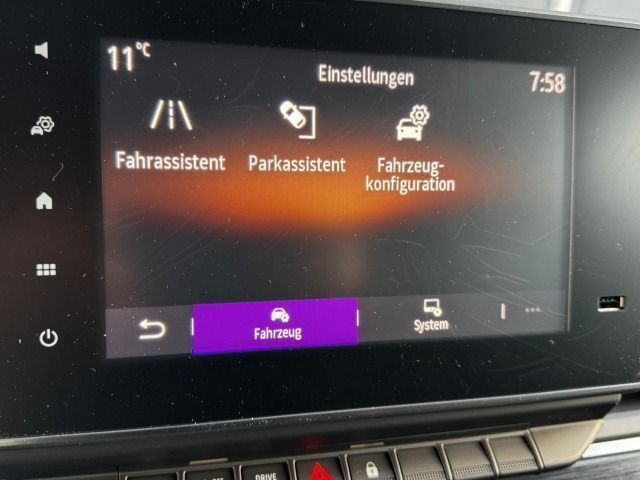 11°C
Einstellungen
7:58
Fahrassistent
Parkassistent
Fahrzeug-
konfiguration
Fahrzeug
System
DRIVE